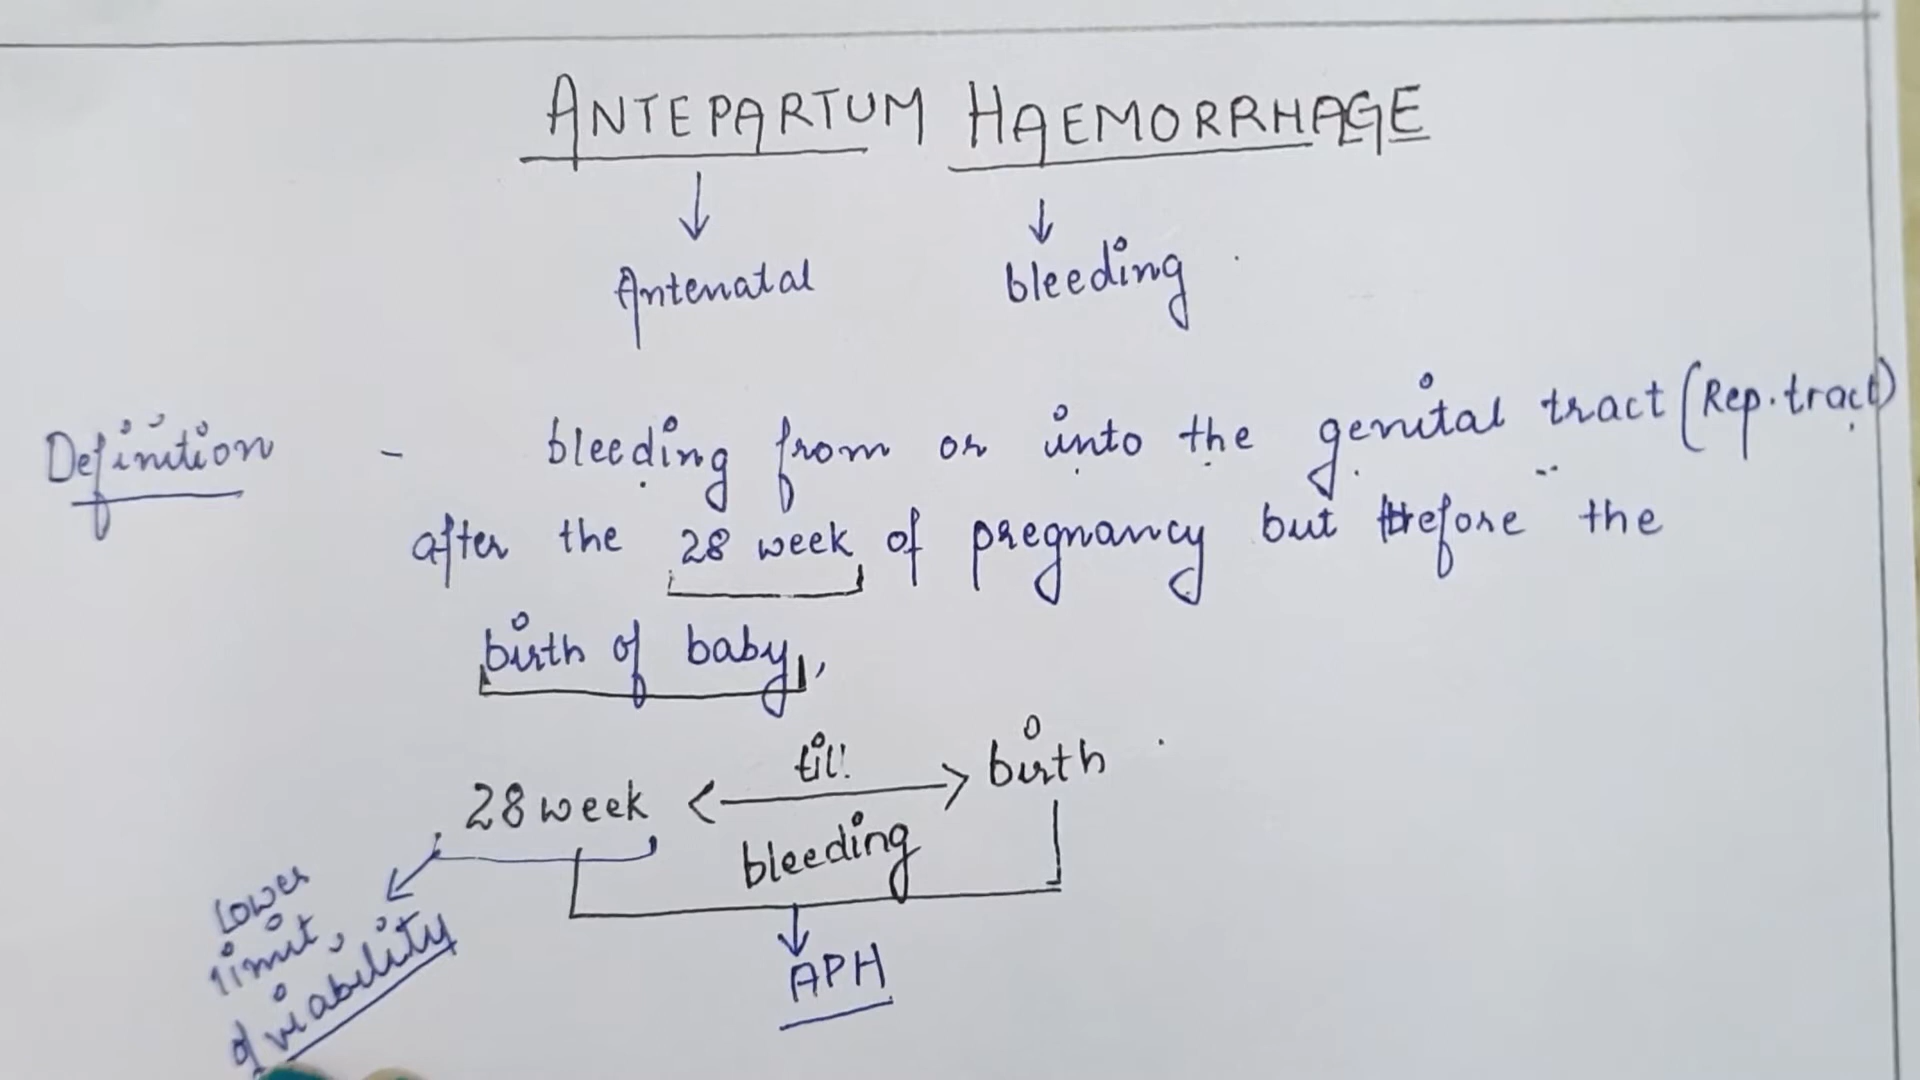 ANTEPARTUM HAEMORRHAGE
Antenatal bleeding
Definition - bleeding from or into the genital tract (Rep. tract)
after the 28 week of pregnancy but before the
birth of baby,
28 week till birth
bleeding
APH
Lower
limit
of viability